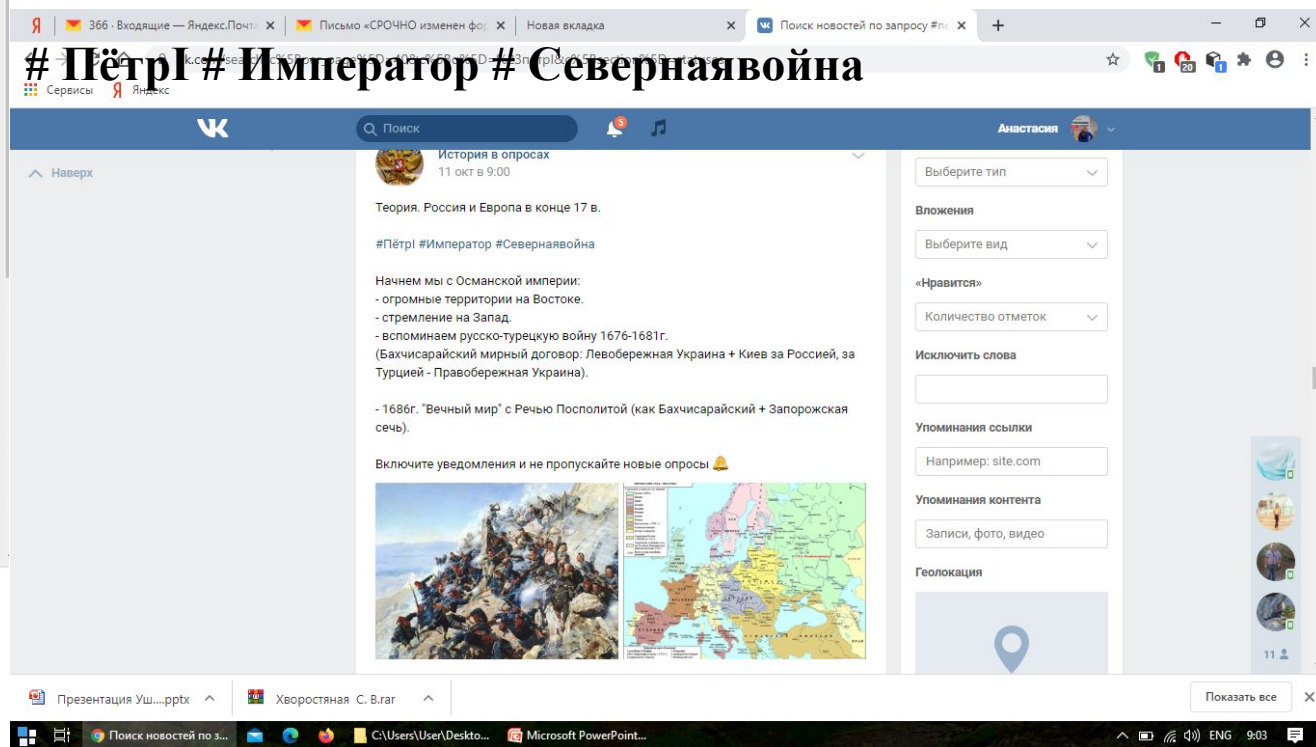 366 · Входящие — Яндекс.Почта
Письмо «СРОЧНО изменен фор
Новая вкладка
Поиск новостей по запросу #пе
# ПётрI # Император # Севернаявойна
1
20
1
Сервисы
Яндекс
Поиск
5
Анастасия
Наверх
История в опросах
11 окт в 9:00
Теория. Россия и Европа в конце 17 в.
#ПётрI #Император #Севернаявойна
Начнем мы с Османской империи:
- огромные территории на Востоке.
- стремление на Запад.
- вспоминаем русско-турецкую войну 1676-1681г.
(Бахчисарайский мирный договор: Левобережная Украина + Киев за Россией, за
Турцией - Правобережная Украина).
- 1686г. "Вечный мир" с Речью Посполитой (как Бахчисарайский + Запорожская
сечь).
Включите уведомления и не пропускайте новые опросы
Выберите тип
Вложения
Выберите вид
«Нравится»
Количество отметок
Исключить слова
Упоминания ссылки
Например: site.com
Упоминания контента
Записи, фото, видео
Геолокация
11
Презентация Уш....pptx
Хворостяная С. В.rar
Показать все
Поиск новостей по з...
C:\Users\User\Deskto...
Microsoft PowerPoint...
ENG
9:03